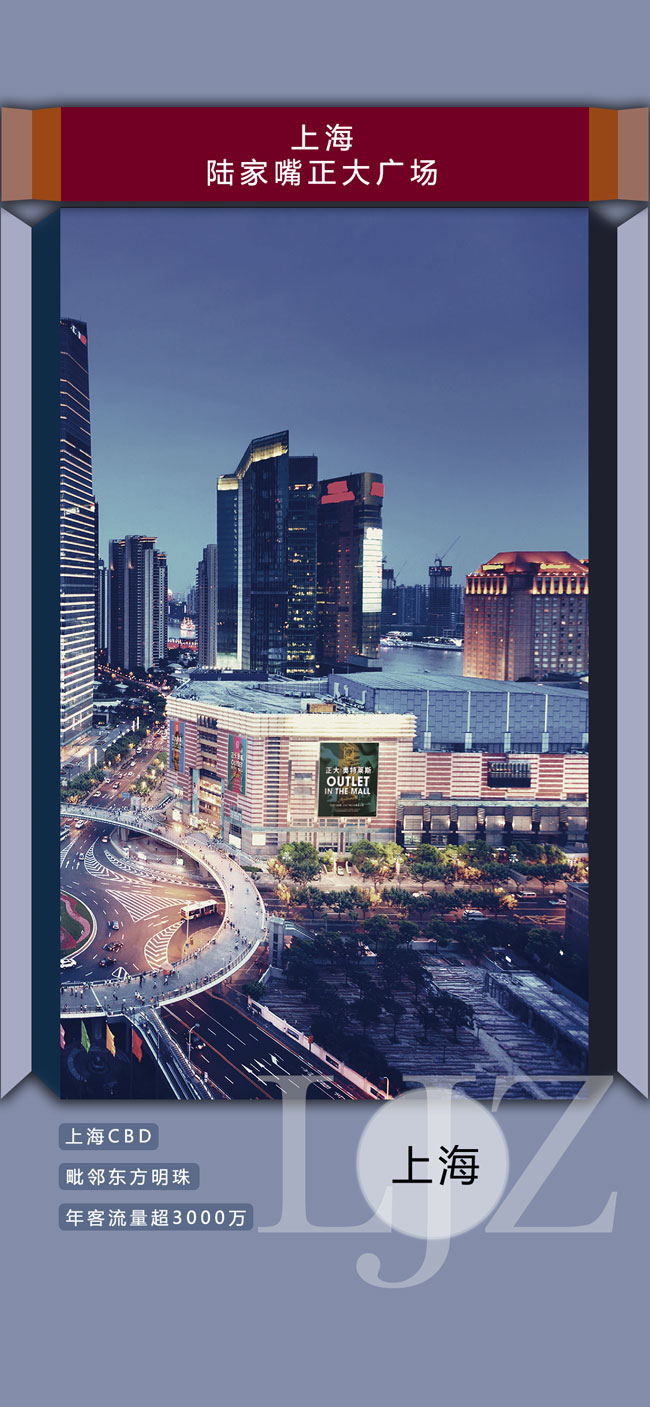 上海
陆家嘴正大广场
正大·奥特莱斯
OUTLET
IN THE MALL
上海CBD
毗邻东方明珠
年客流量超3000万
LJZ
上海